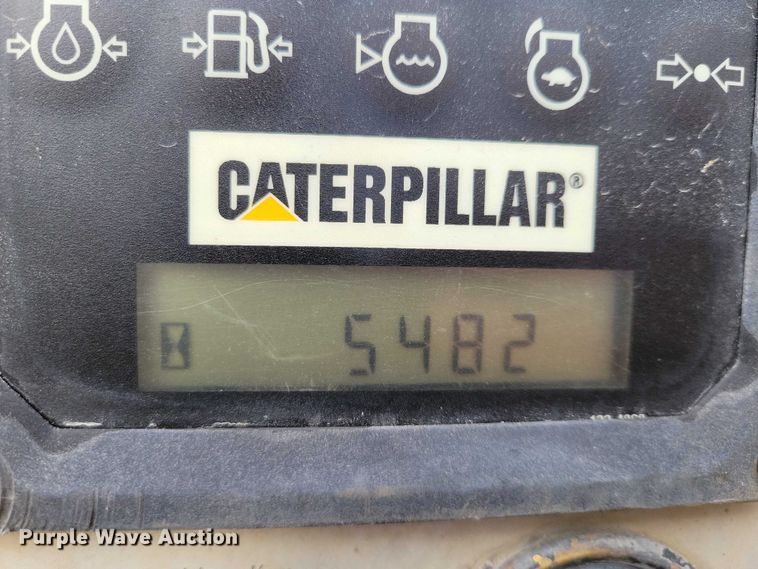 CATERPILLAR®
5482
Purple Wave Auction